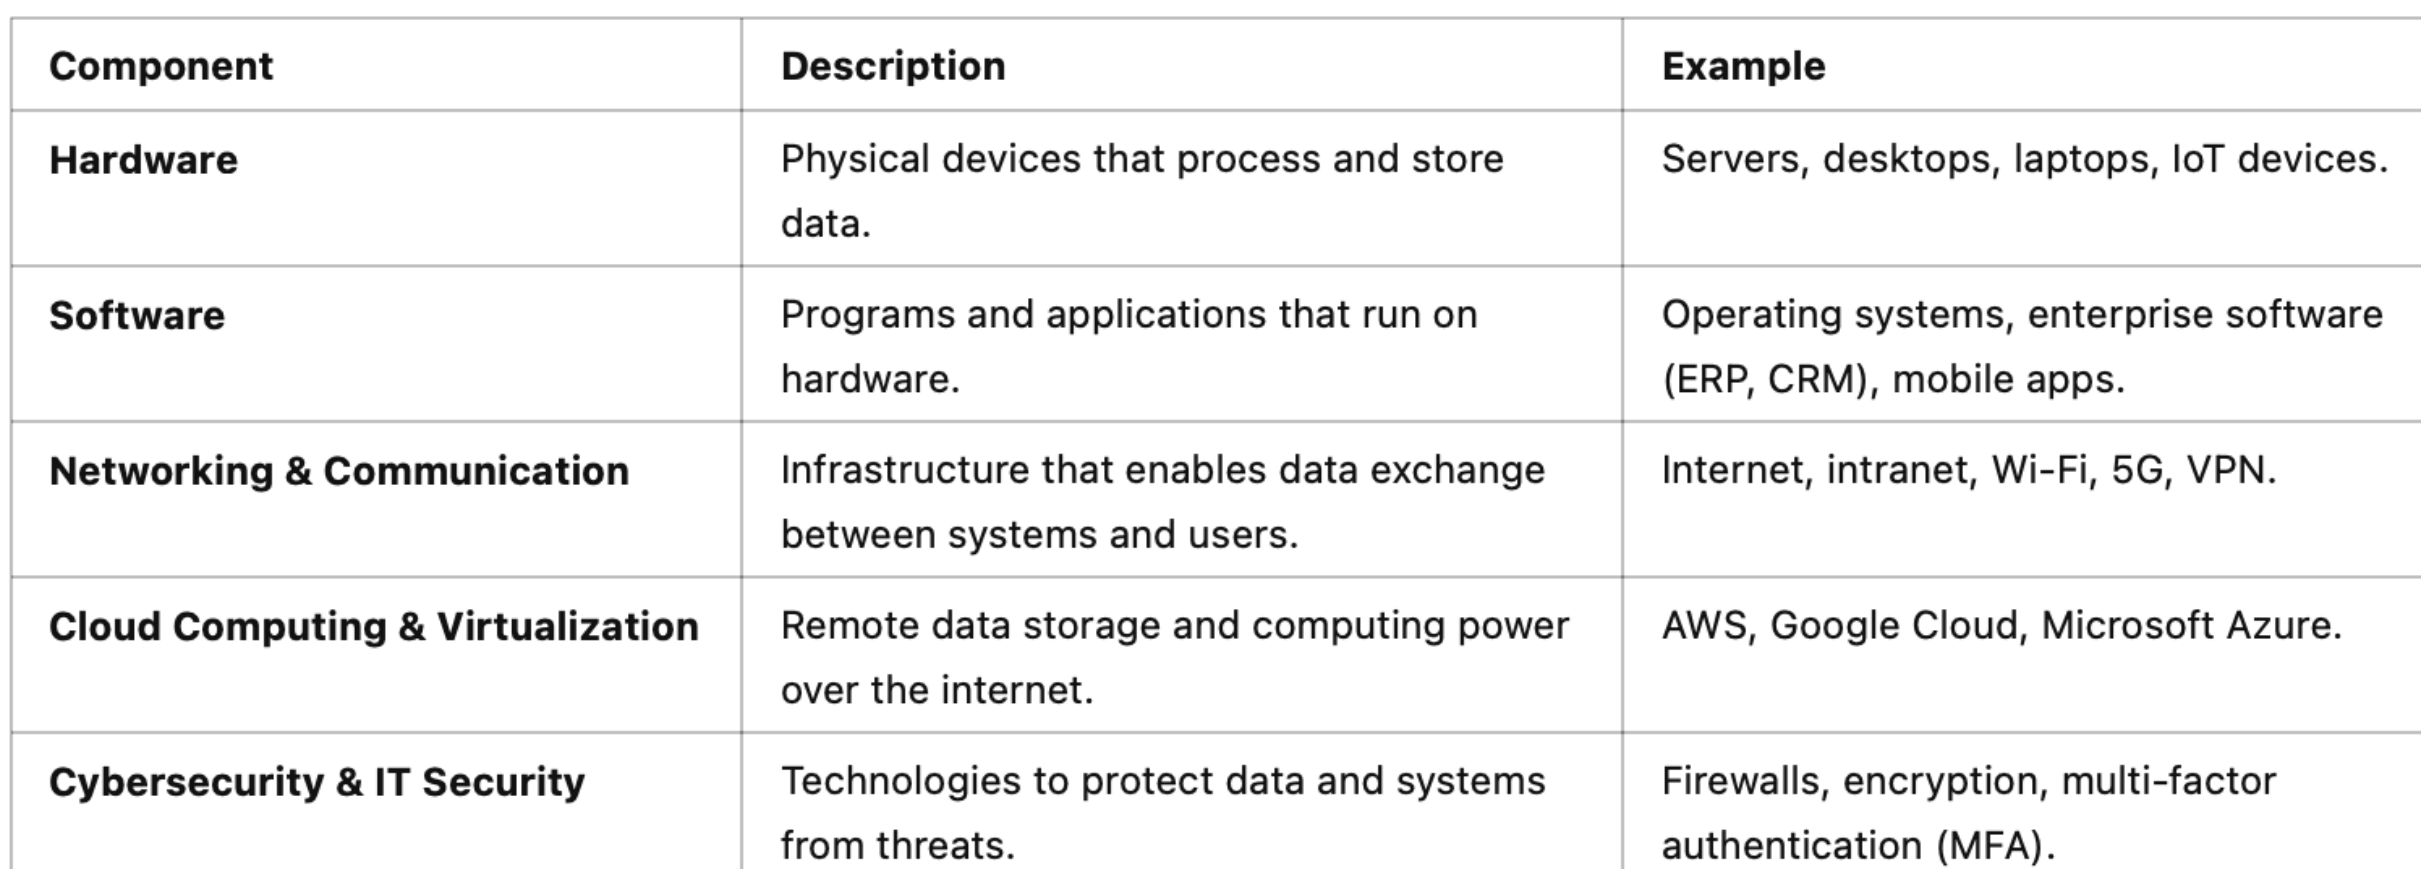 Component
Description
Example
Hardware
Physical devices that process and store
data.
Servers, desktops, laptops, IoT devices.
Software
Programs and applications that run on
hardware.
Operating systems, enterprise software
(ERP, CRM), mobile apps.
Networking & Communication
Infrastructure that enables data exchange
between systems and users.
Internet, intranet, Wi-Fi, 5G, VPN.
Cloud Computing & Virtualization
Remote data storage and computing power
over the internet.
AWS, Google Cloud, Microsoft Azure.
Cybersecurity & IT Security
Technologies to protect data and systems
from threats.
Firewalls, encryption, multi-factor
authentication (MFA).